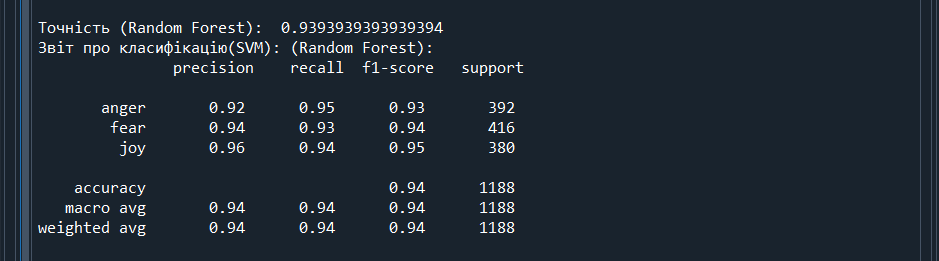 Точність (Random Forest):  0.9393939393939394
Звіт про класифікацію(SVM): (Random Forest):
              precision    recall  f1-score   support
       anger       0.92      0.95      0.93       392
        fear       0.94      0.93      0.94       416
         joy       0.96      0.94      0.95       380
    accuracy                           0.94      1188
   macro avg       0.94      0.94      0.94      1188
weighted avg       0.94      0.94      0.94      1188